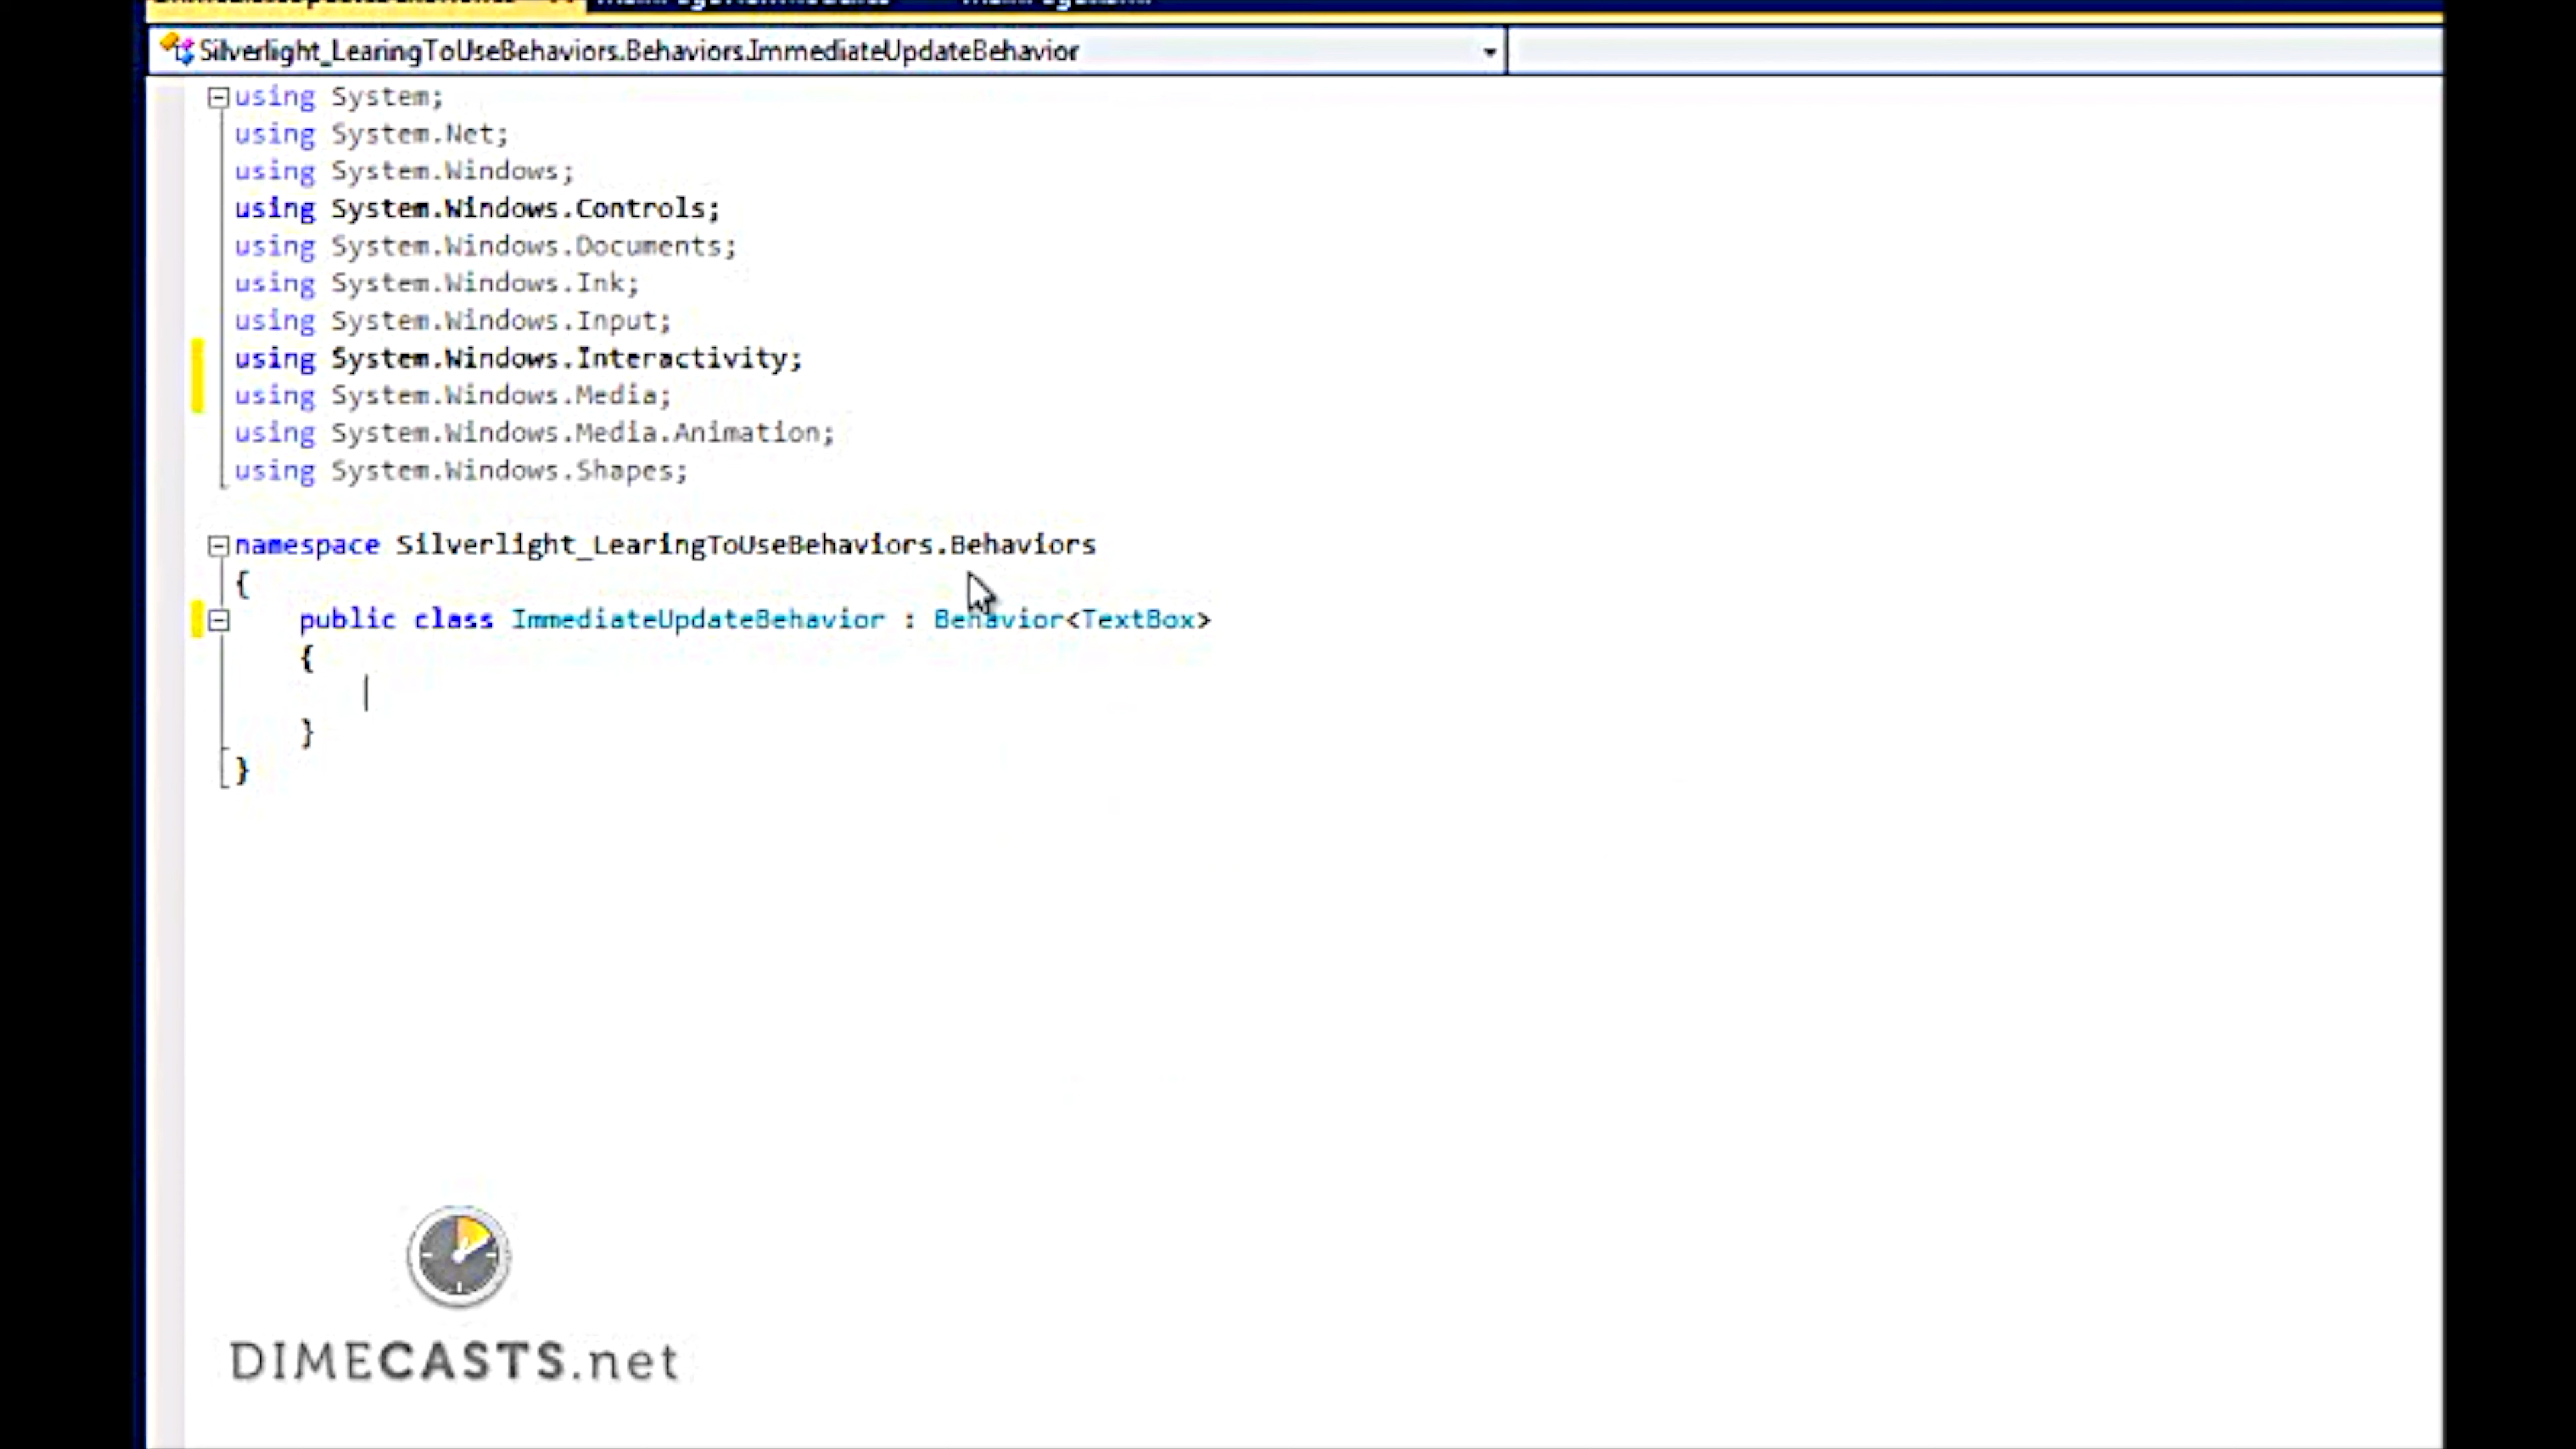 Silverlight_LearingToUseBehaviors.Behaviors.ImmediateUpdateBehavior
using System;
using System.Net;
using System.Windows;
using System.Windows.Controls;
using System.Windows.Documents;
using System.Windows.Ink;
using System.Windows.Input;
using System.Windows.Interactivity;
using System.Windows.Media;
using System.Windows.Media.Animation;
using System.Windows.Shapes;
namespace Silverlight_LearingToUseBehaviors.Behaviors
{
public class ImmediateUpdateBehavior : Behavior<TextBox>
{
}
}
DIMECASTS.net